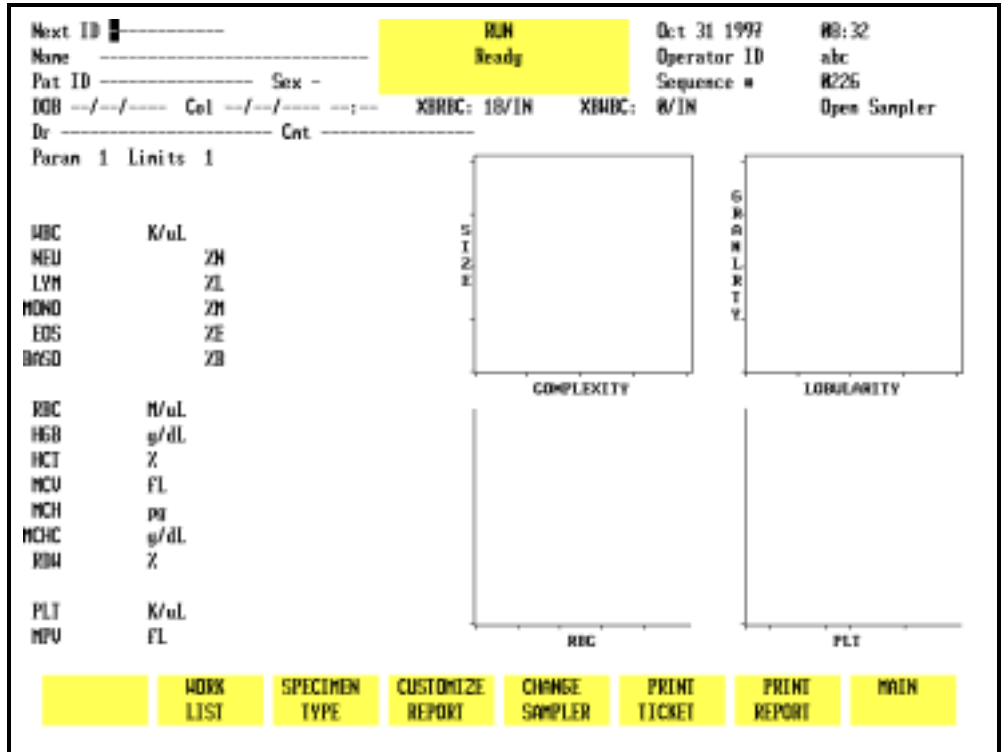 Next ID -------------
RUN
Oct 31 1997 08:32
Name -----------------------------
Ready
Operator ID abc
Pat ID ----------------- Sex -
Sequence # 0226
DOB --/--/---- Col --/--/---- --:-- XBRBC: 18/IN XBWBC: 0/IN Open Sampler
Dr ----------------------- Cnt -----------------
Param 1 Limits 1
WBC K/uL
NEU %N
LYM %L
MONO %M
EOS %E
BASO %B
SIZE
COMPLEXITY
GRANLRTY
LOBULARITY
RBC M/uL
HGB g/dL
HCT %
MCV fL
MCH pg
MCHC g/dL
RDW %
PLT K/uL
MPV fL
RBC
PLT
WORK LIST
SPECIMEN TYPE
CUSTOMIZE REPORT
CHANGE SAMPLER
PRINT TICKET
PRINT REPORT
MAIN